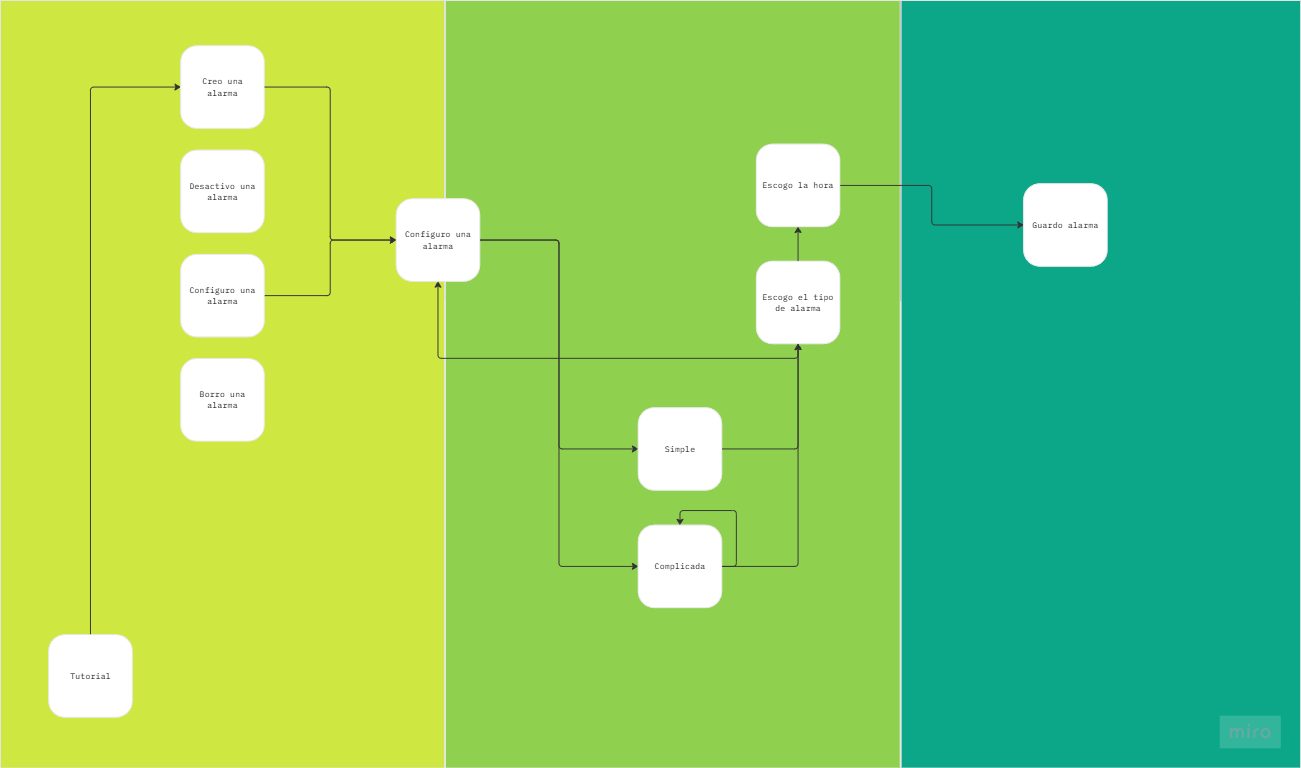 Creo una
alarma
Desactivo una
alarma
Configuro una
alarma
Borro una
alarma
Tutorial
Configuro una
alarma
Escogo la hora
Escogo el tipo
de alarma
Simple
Complicada
Guardo alarma
miro